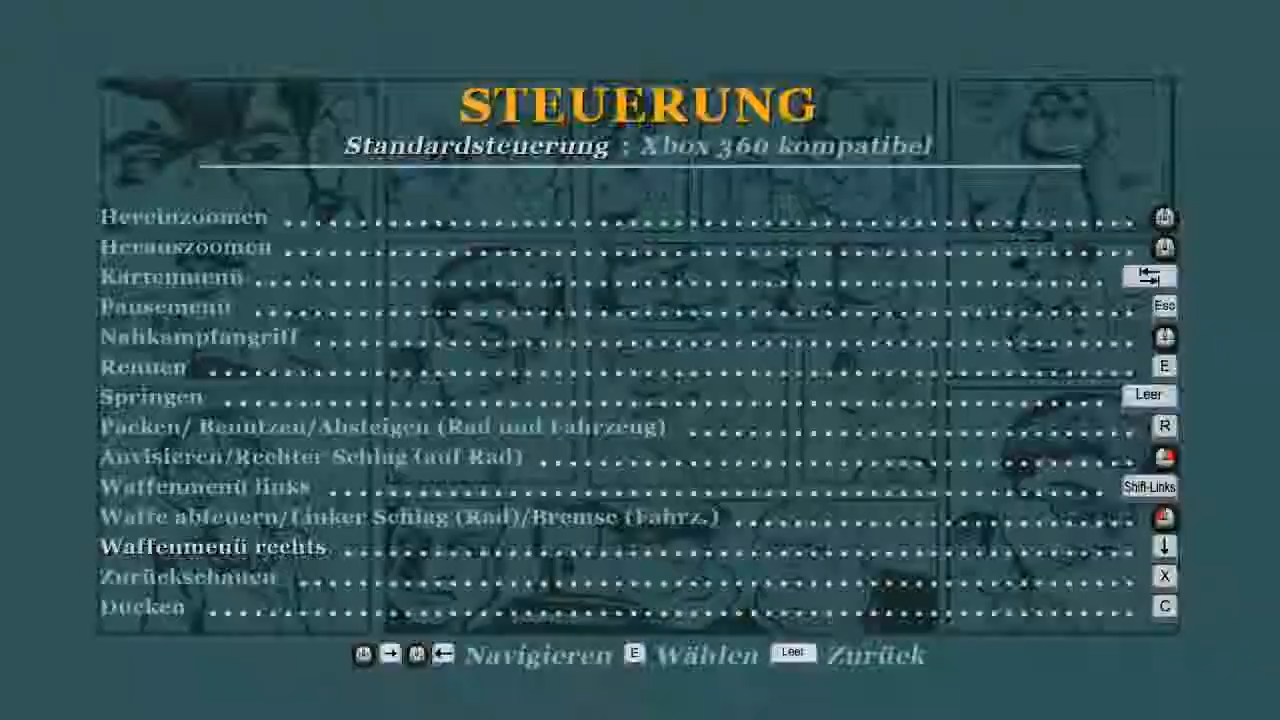 STEUERUNG
Standardsteuerung : Xbox 360 kompatibel
Hereinzoomen
Herauszoomen
Kartenmenü
Pausemenü Esc
Nahkampfangriff
Rennen E
Springen Leer
Packen/ Benutzen/Absteigen (Rad und Fahrzeug) R
Anvisieren/Rechter Schlag (auf Rad)
Waffenmenü links Shift-Links
Waffe abfeuern/Linker Schlag (Rad)/Bremse (Fahrz.)
Waffenmenü rechts ↓
Zurückschauen X
Ducken C
→ ← Navigieren E Wählen Leer Zurück